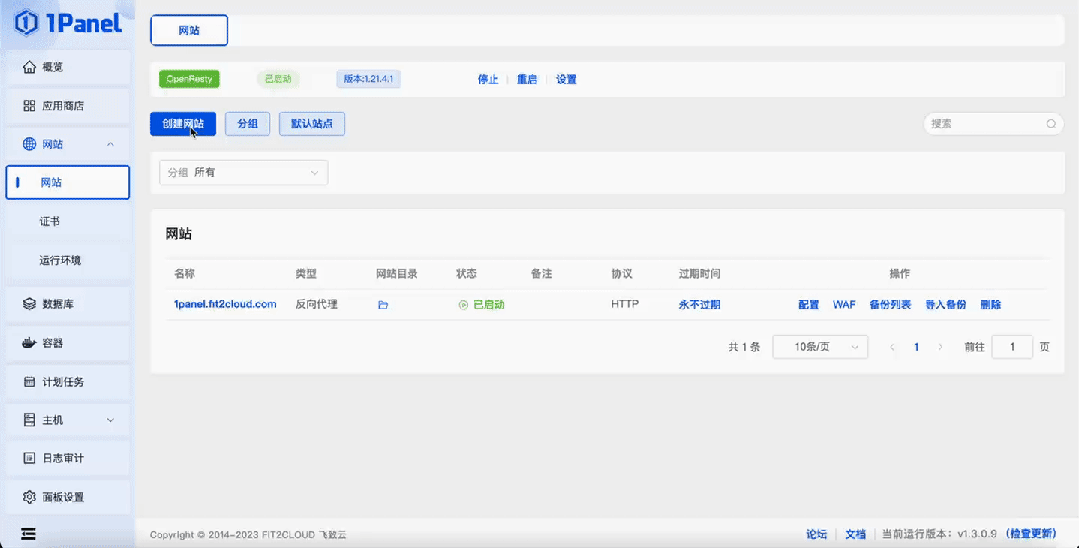 1Panel
网站
概览
OpenResty 已启动 版本:1.21.4.1 停止 重启 设置
应用商店
创建网站 分组 默认站点 搜索
网站
分组 所有
网站
证书
网站
运行环境
名称 类型 网站目录 状态 备注 协议 过期时间 操作
数据库
1panel.fit2cloud.com 反向代理 已启动 HTTP 永不过期 配置 WAF 备份列表 导入备份 删除
容器
共 1 条 10条/页 1 前往 1 页
计划任务
主机
日志审计
面板设置
Copyright © 2014-2023 FIT2CLOUD 飞致云 论坛 文档 当前运行版本: v1.3.0.9 (检查更新)